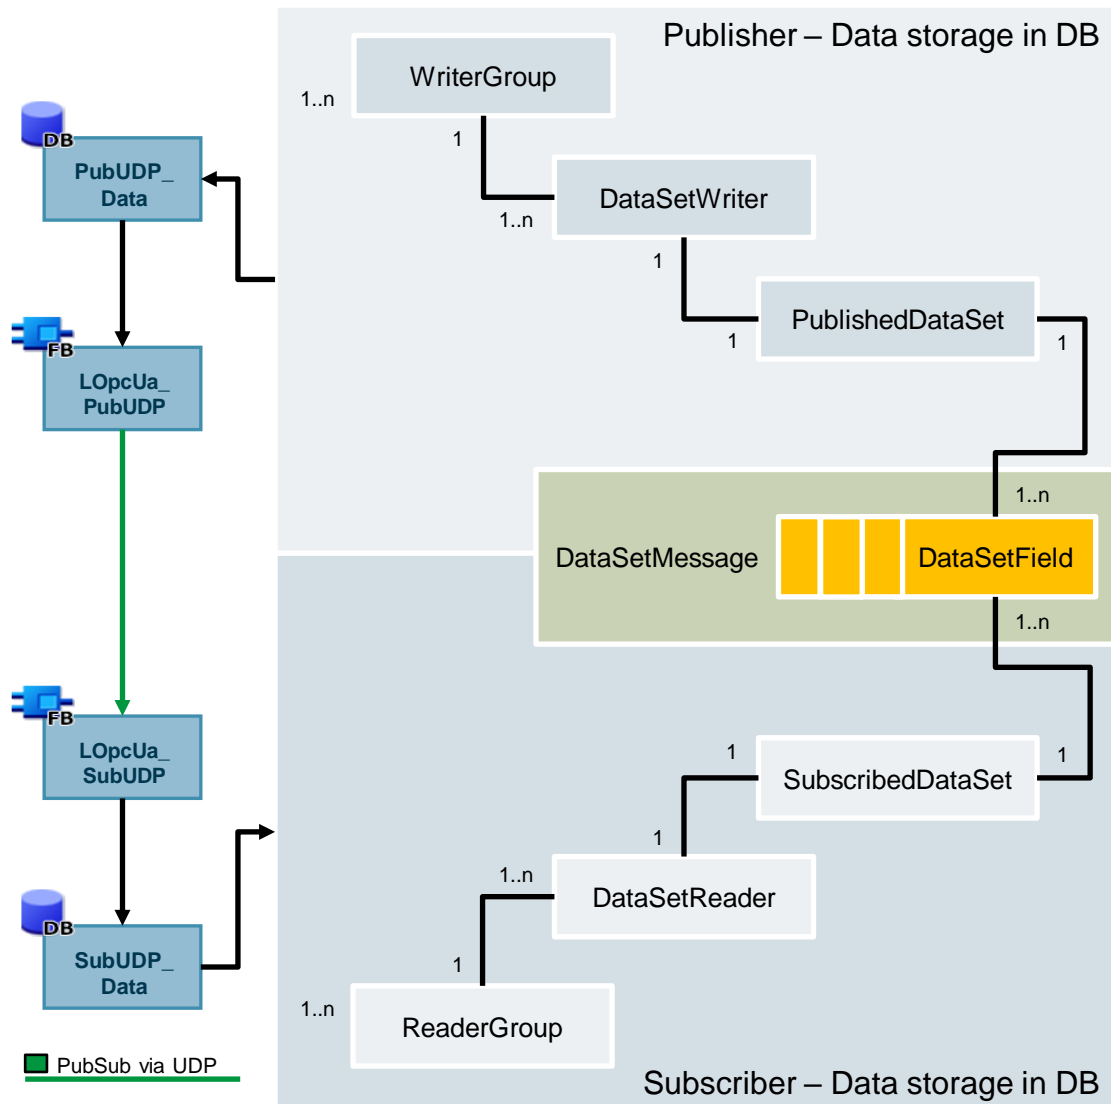 Publisher – Data storage in DB
WriterGroup
1..n
1
DB
PubUDP_
Data
DataSetWriter
1..n
1
PublishedDataSet
1
1
FB
LOpcUa_
PubUDP
1..n
DataSetMessage
DataSetField
1..n
FB
LOpcUa_
SubUDP
1
SubscribedDataSet
1
1
1..n
DataSetReader
DB
SubUDP_
Data
1
1..n
ReaderGroup
PubSub via UDP
Subscriber – Data storage in DB